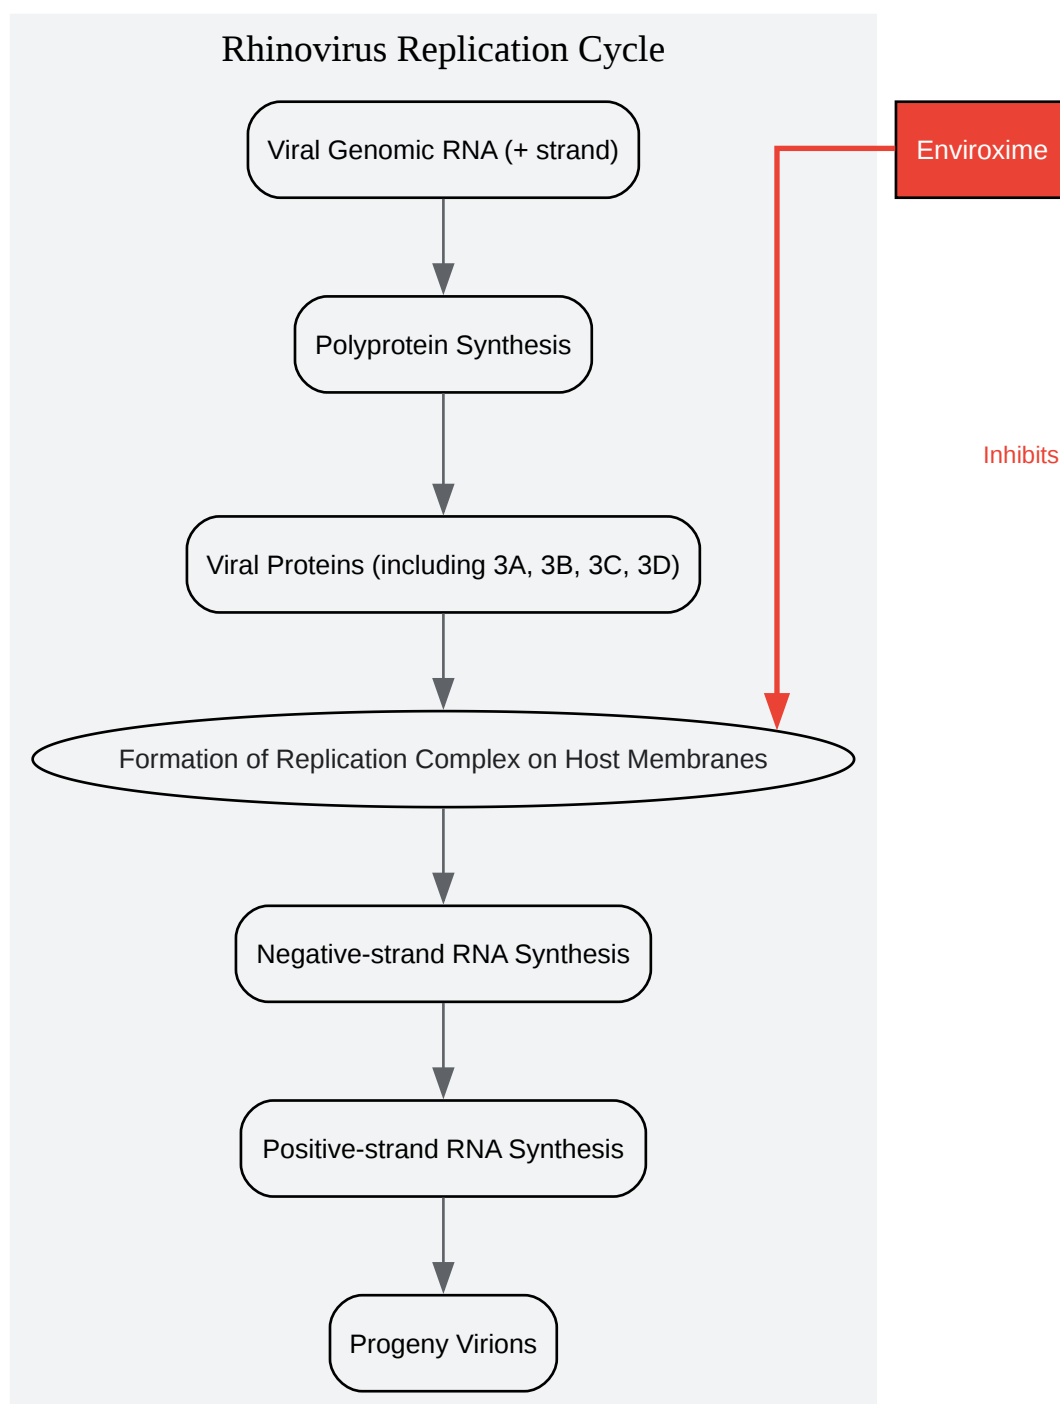 Rhinovirus Replication Cycle
Viral Genomic RNA (+ strand)
Enviroxime
Polyprotein Synthesis
Inhibits
Viral Proteins (including 3A, 3B, 3C, 3D)
Formation of Replication Complex on Host Membranes
Negative-strand RNA Synthesis
Positive-strand RNA Synthesis
Progeny Virions